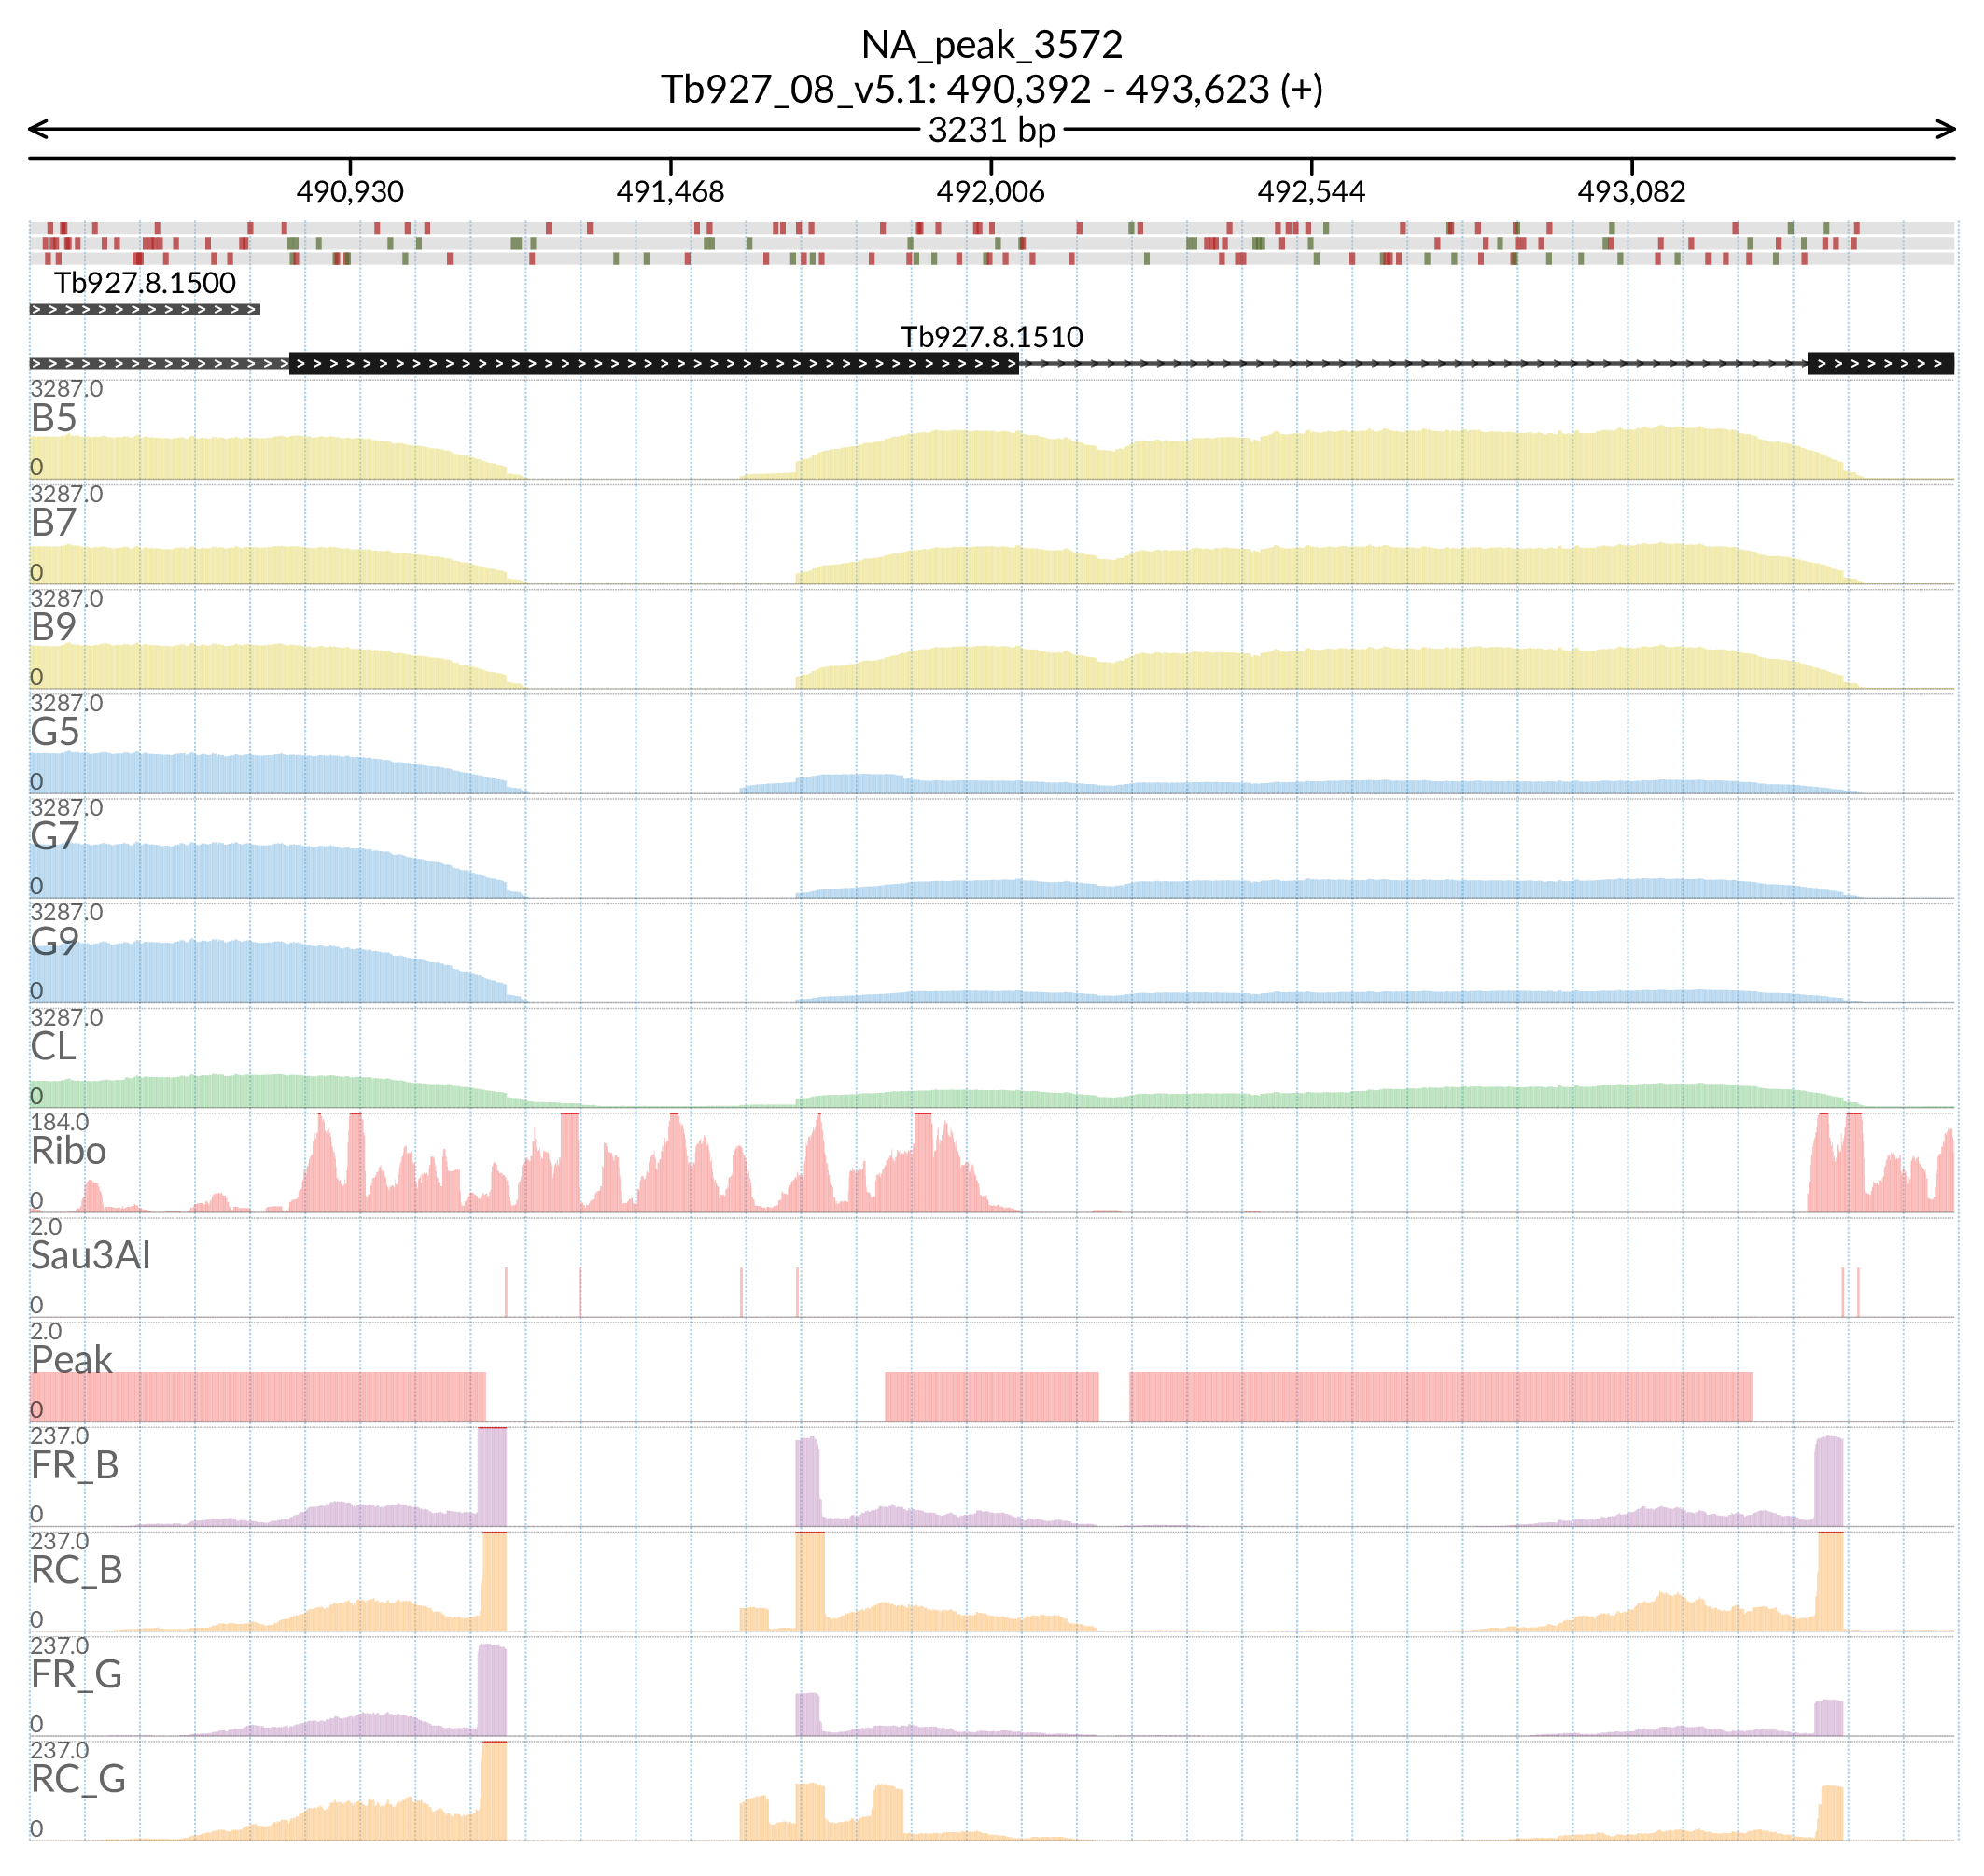 NA_peak_3572
Tb927_08_v5.1: 490,392 - 493,623 (+)
3231 bp
490,930 491,468 492,006 492,544 493,082
Tb927.8.1500
Tb927.8.1510
3287.0
B5
0
3287.0
B7
0
3287.0
B9
0
3287.0
G5
0
3287.0
G7
0
3287.0
G9
0
3287.0
CL
0
184.0
Ribo
0
2.0
Sau3AI
0
2.0
Peak
0
237.0
FR_B
0
237.0
RC_B
0
237.0
FR_G
0
237.0
RC_G
0